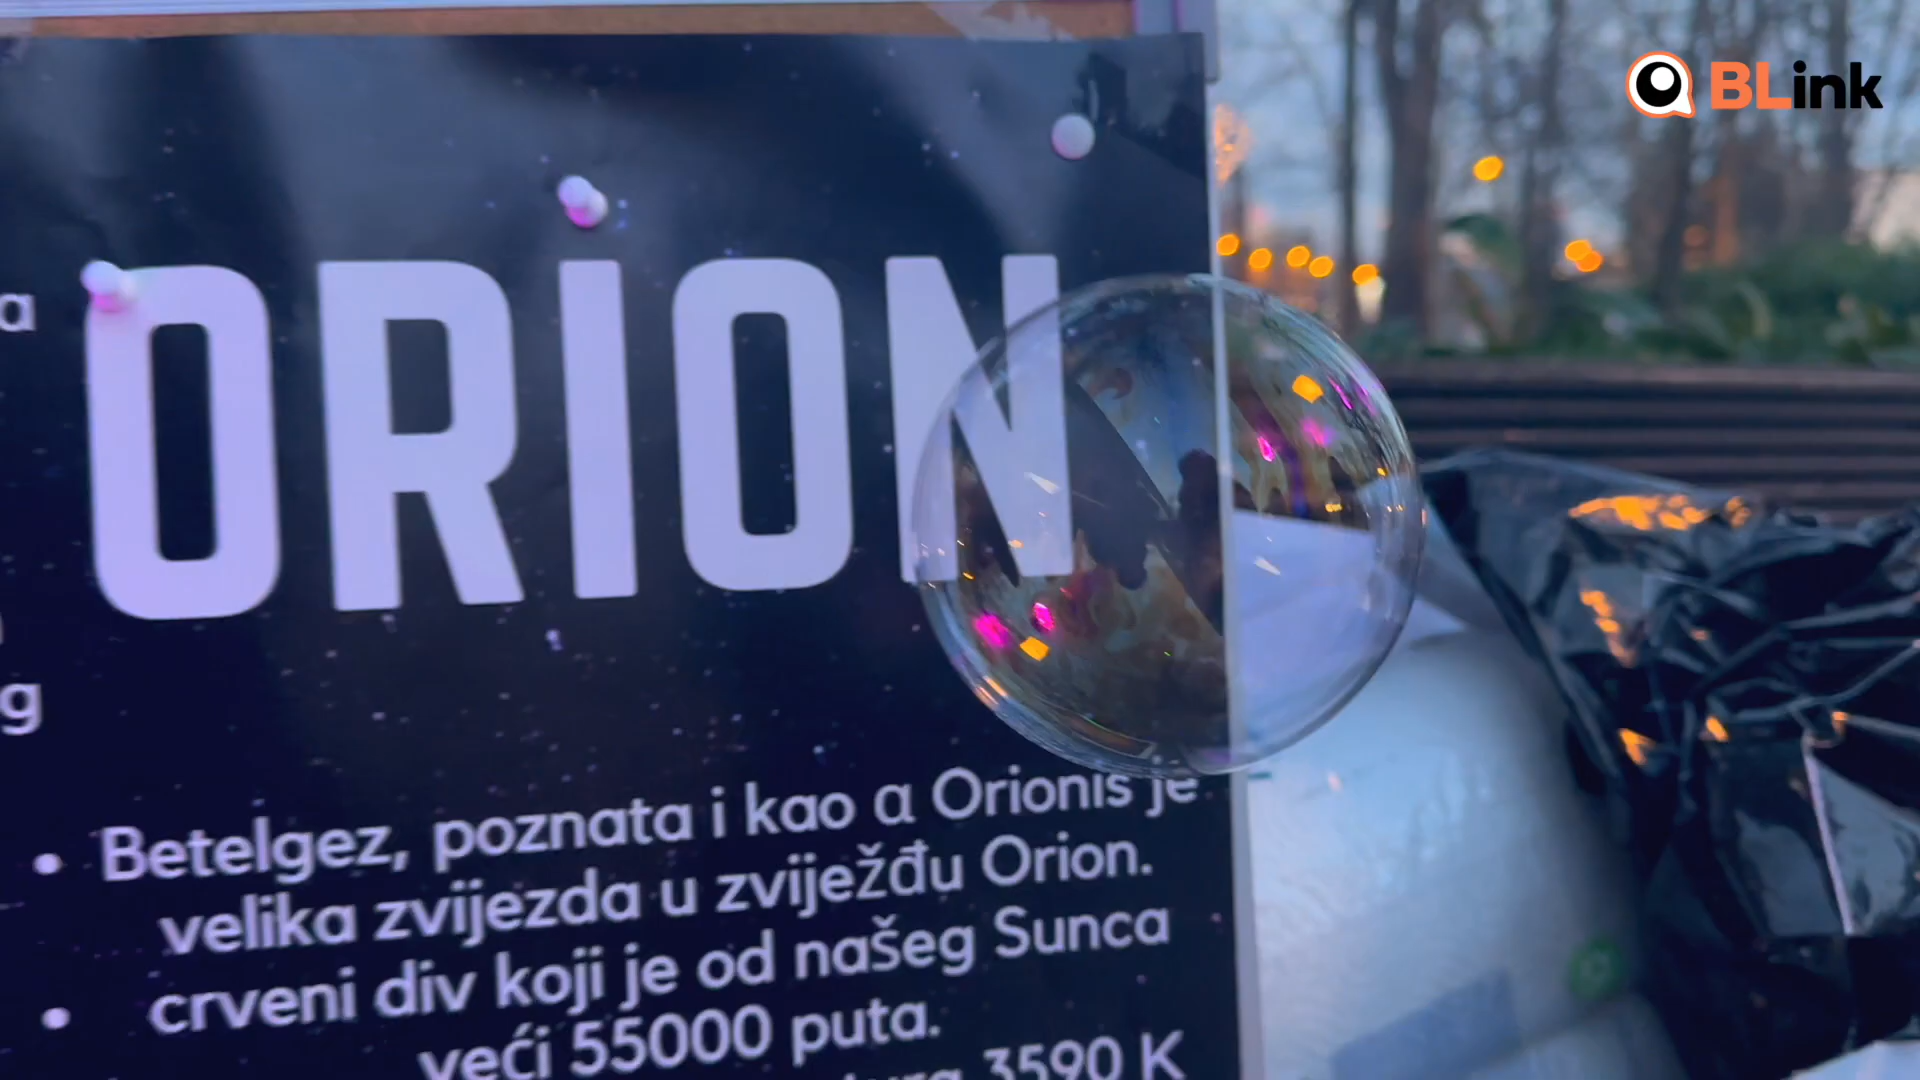 BLink
a
ORION
g
• Betelgez, poznata i kao α Orionis je
velika zvijezda u zviježđu Orion.
• crveni div koji je od našeg Sunca
veći 55000 puta.
3590 K